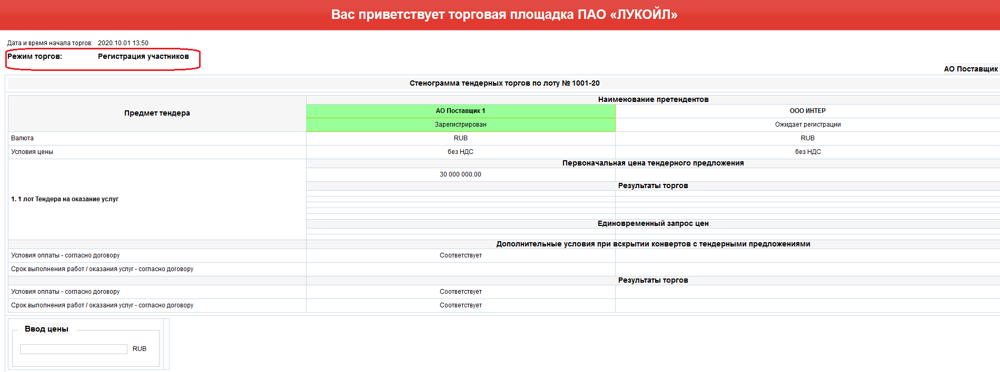 Вас приветствует торговая площадка ПАО «ЛУКОЙЛ»
Дата и время начала торгов: 2020.10.01 13:50
Режим торгов: Регистрация участников
АО Поставщик
Стенограмма тендерных торгов по лоту № 1001-20
Предмет тендера
Наименование претендентов
АО Поставщик 1 ООО ИНТЕР
Зарегистрирован Ожидает регистрации
Валюта RUB RUB
Условия цены без НДС без НДС
1. 1 лот Тендера на оказание услуг
Первоначальная цена тендерного предложения
30 000 000.00
Результаты торгов
Единовременный запрос цен
Дополнительные условия при вскрытии конвертов с тендерными предложениями
Условия оплаты - согласно договору Соответствует
Срок выполнения работ / оказания услуг - согласно договору
Результаты торгов
Условия оплаты - согласно договору Соответствует
Срок выполнения работ / оказания услуг - согласно договору Соответствует
Ввод цены
RUB